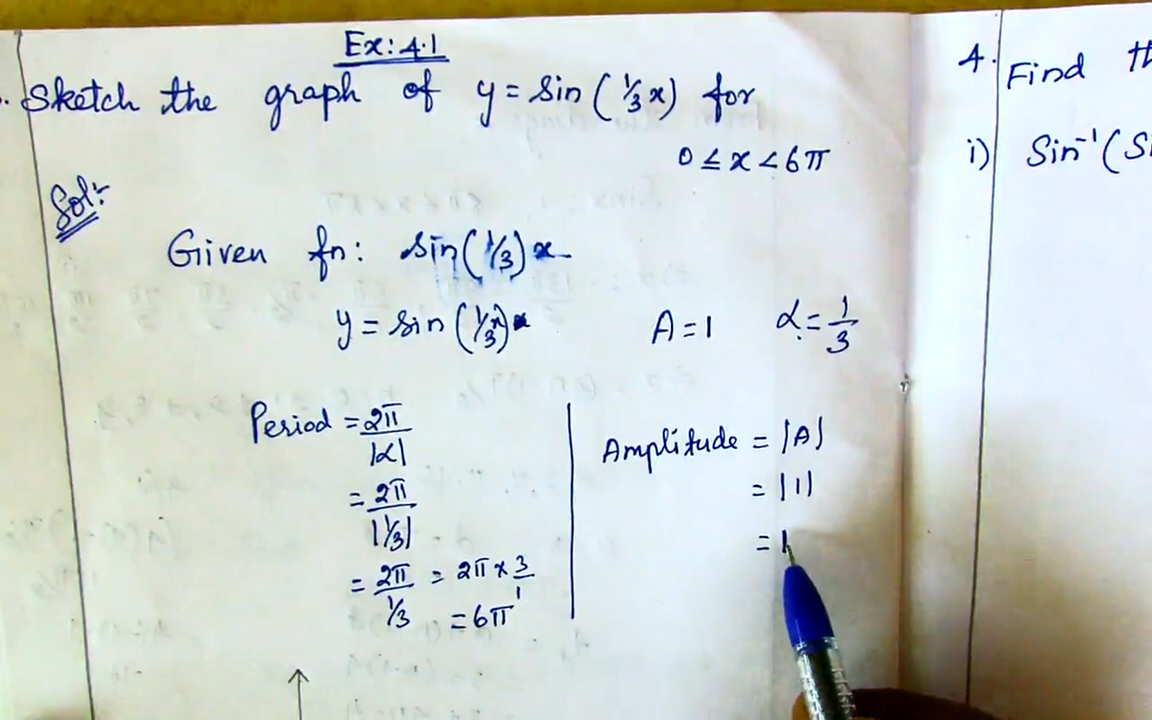 Ex: 4.1
Sketch the graph of y = sin (1/3 x) for
0 ≤ x < 6π
Sol:-
Given fn: sin (1/3) x
y = sin (1/3 x) A = 1 α = 1/3
Period = 2π/|α|
= 2π/|1/3|
= 2π/1/3 = 2π × 3/1
= 6π
Amplitude = |A|
= |1|
= 1
4. Find th
i) Sin⁻¹ (Si